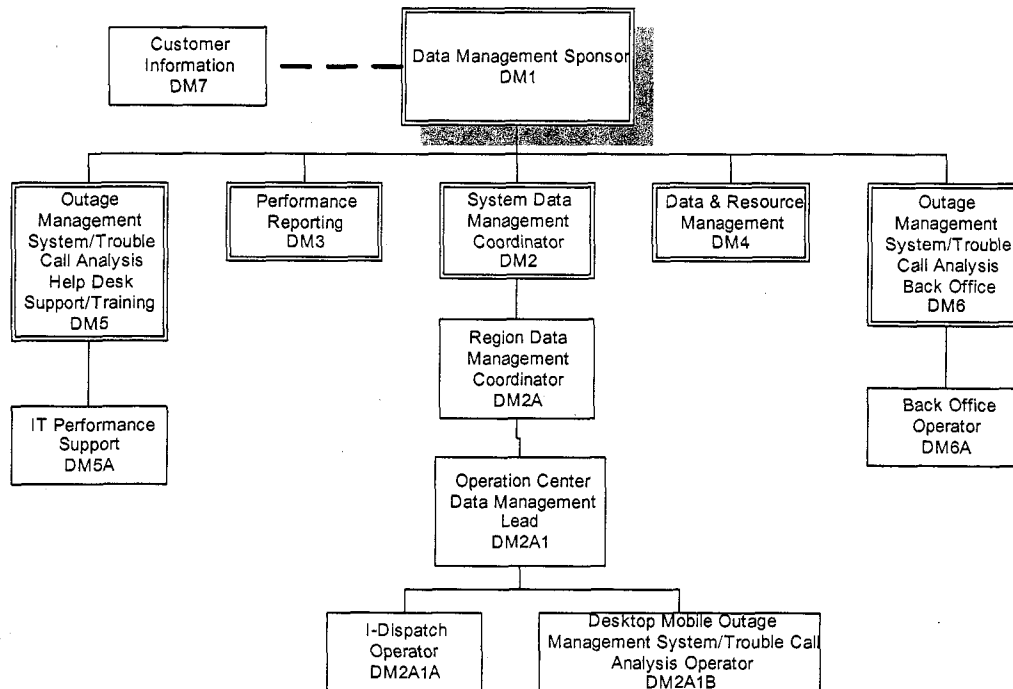 Customer
Information
DM7
Data Management Sponsor
DM1
Outage
Management
System/Trouble
Call Analysis
Help Desk
Support/Training
DM5
Performance
Reporting
DM3
System Data
Management
Coordinator
DM2
Data & Resource
Management
DM4
Outage
Management
System/Trouble
Call Analysis
Back Office
DM6
Region Data
Management
Coordinator
DM2A
IT Performance
Support
DM5A
Back Office
Operator
DM6A
Operation Center
Data Management
Lead
DM2A1
I-Dispatch
Operator
DM2A1A
Desktop Mobile Outage
Management System/Trouble Call
Analysis Operator
DM2A1B